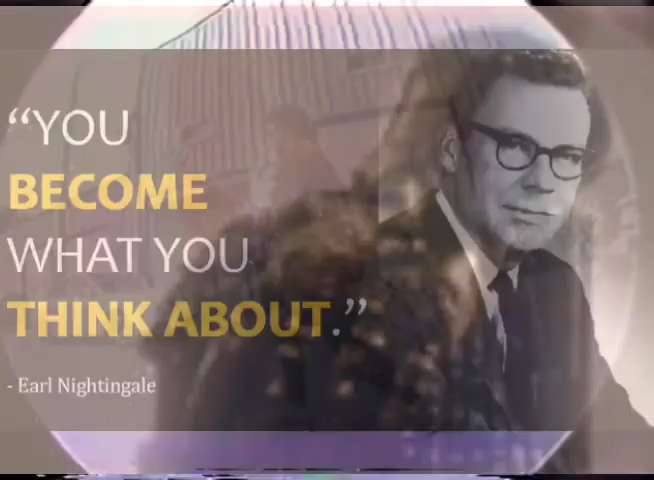 “YOU
BECOME
WHAT YOU
THINK ABOUT.”
- Earl Nightingale